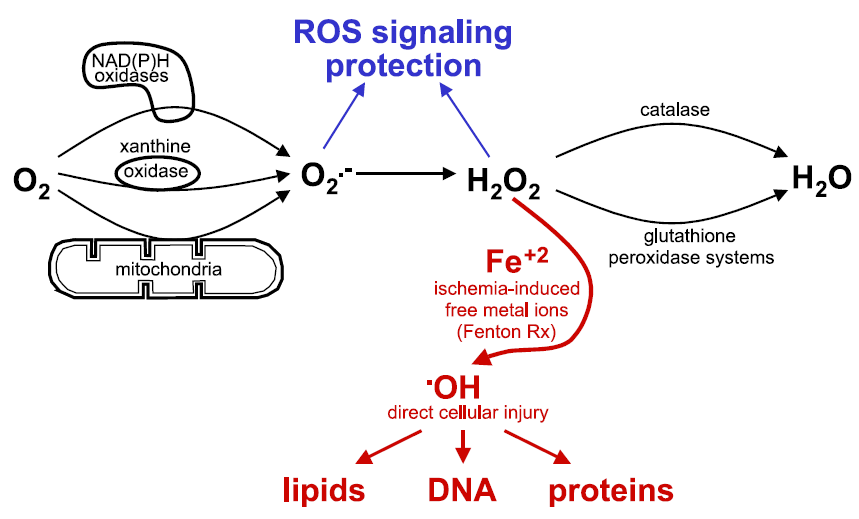 ROS signaling
protection
NAD(P)H
oxidases
xanthine
oxidase
mitochondria
O₂
O₂·-
H₂O₂
catalase
glutathione
peroxidase systems
H₂O
Fe⁺²
ischemia-induced
free metal ions
(Fenton Rx)
·OH
direct cellular injury
lipids DNA proteins